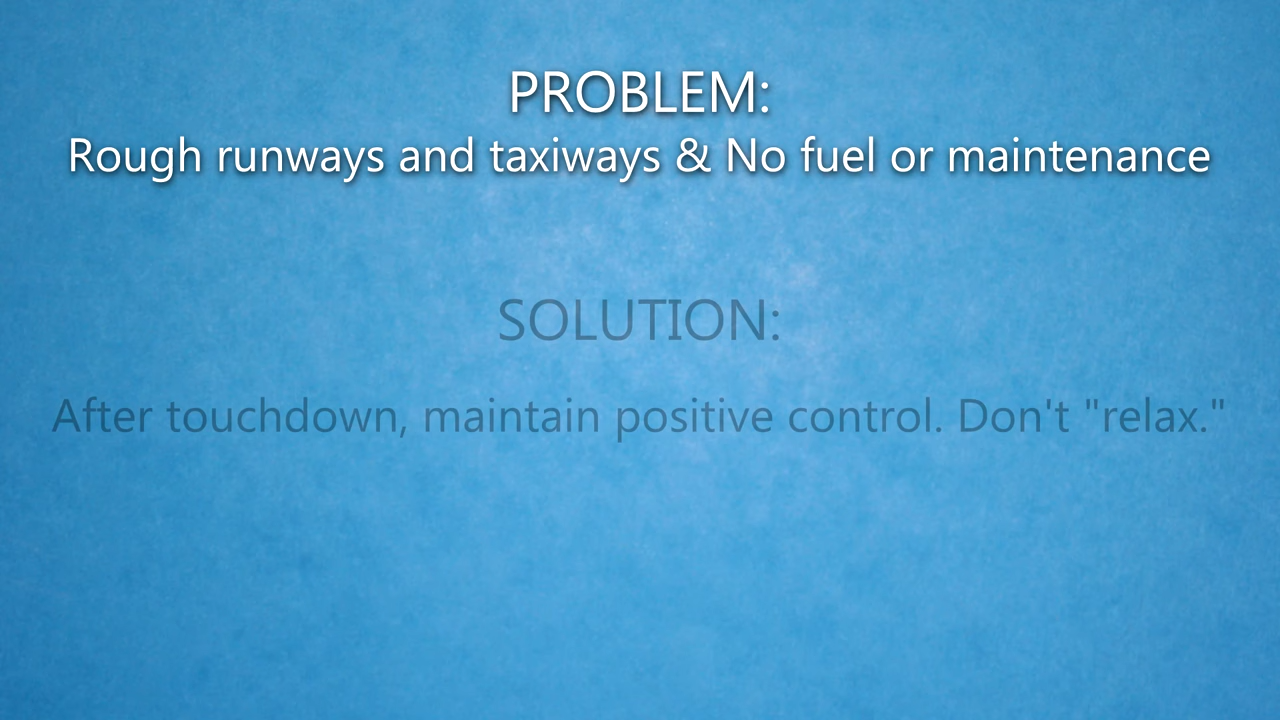 PROBLEM:
Rough runways and taxiways & No fuel or maintenance
SOLUTION:
After touchdown, maintain positive control. Don't "relax."